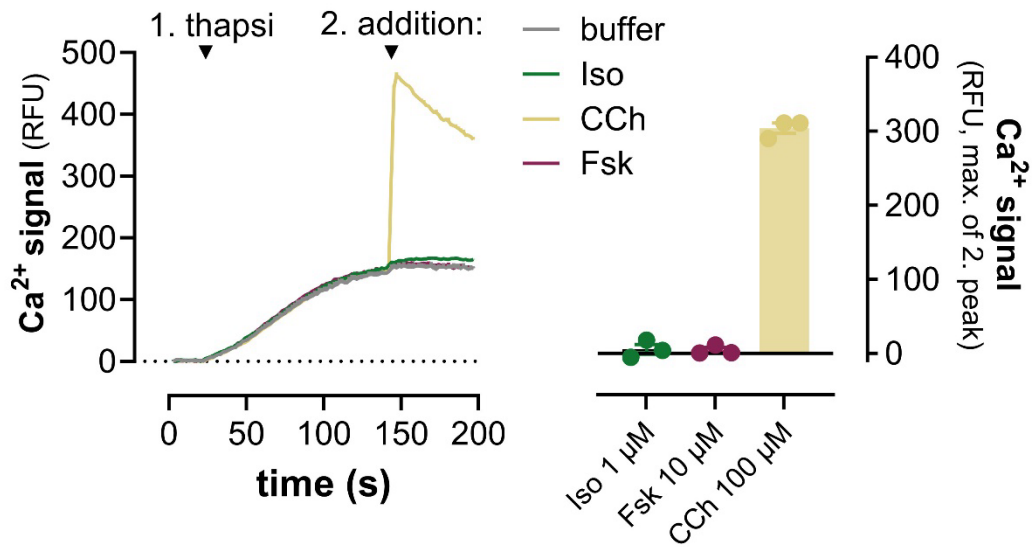 1. thapsi
2. addition:
500
400
300
200
100
0
Ca²⁺ signal (RFU)
0
50
100
150
200
time (s)
buffer
Iso
CCh
Fsk
400
300
200
100
0
Ca²⁺ signal
(RFU, max. of 2. peak)
Iso 1 µM
Fsk 10 µM
CCh 100 µM